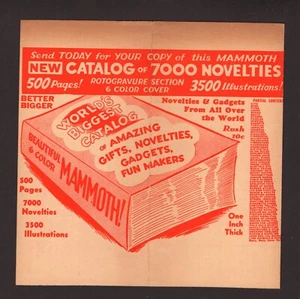 Send TODAY for YOUR COPY of this MAMMOTH
NEW CATALOG of 7000 NOVELTIES
500 Pages! ROTOGRAVURE SECTION 3500 Illustrations!
6 COLOR COVER
BETTER
BIGGER
Novelties & Gadgets
From All Over
the World
Rush
10c
WORLD'S
BIGGEST
CATALOG
of AMAZING
GIFTS, NOVELTIES,
GADGETS,
FUN MAKERS
BEAUTIFUL
6 COLOR
MAMMOTH!
500
Pages
7000
Novelties
3500
Illustrations
One
Inch
Thick
PARTIAL CONTENTS